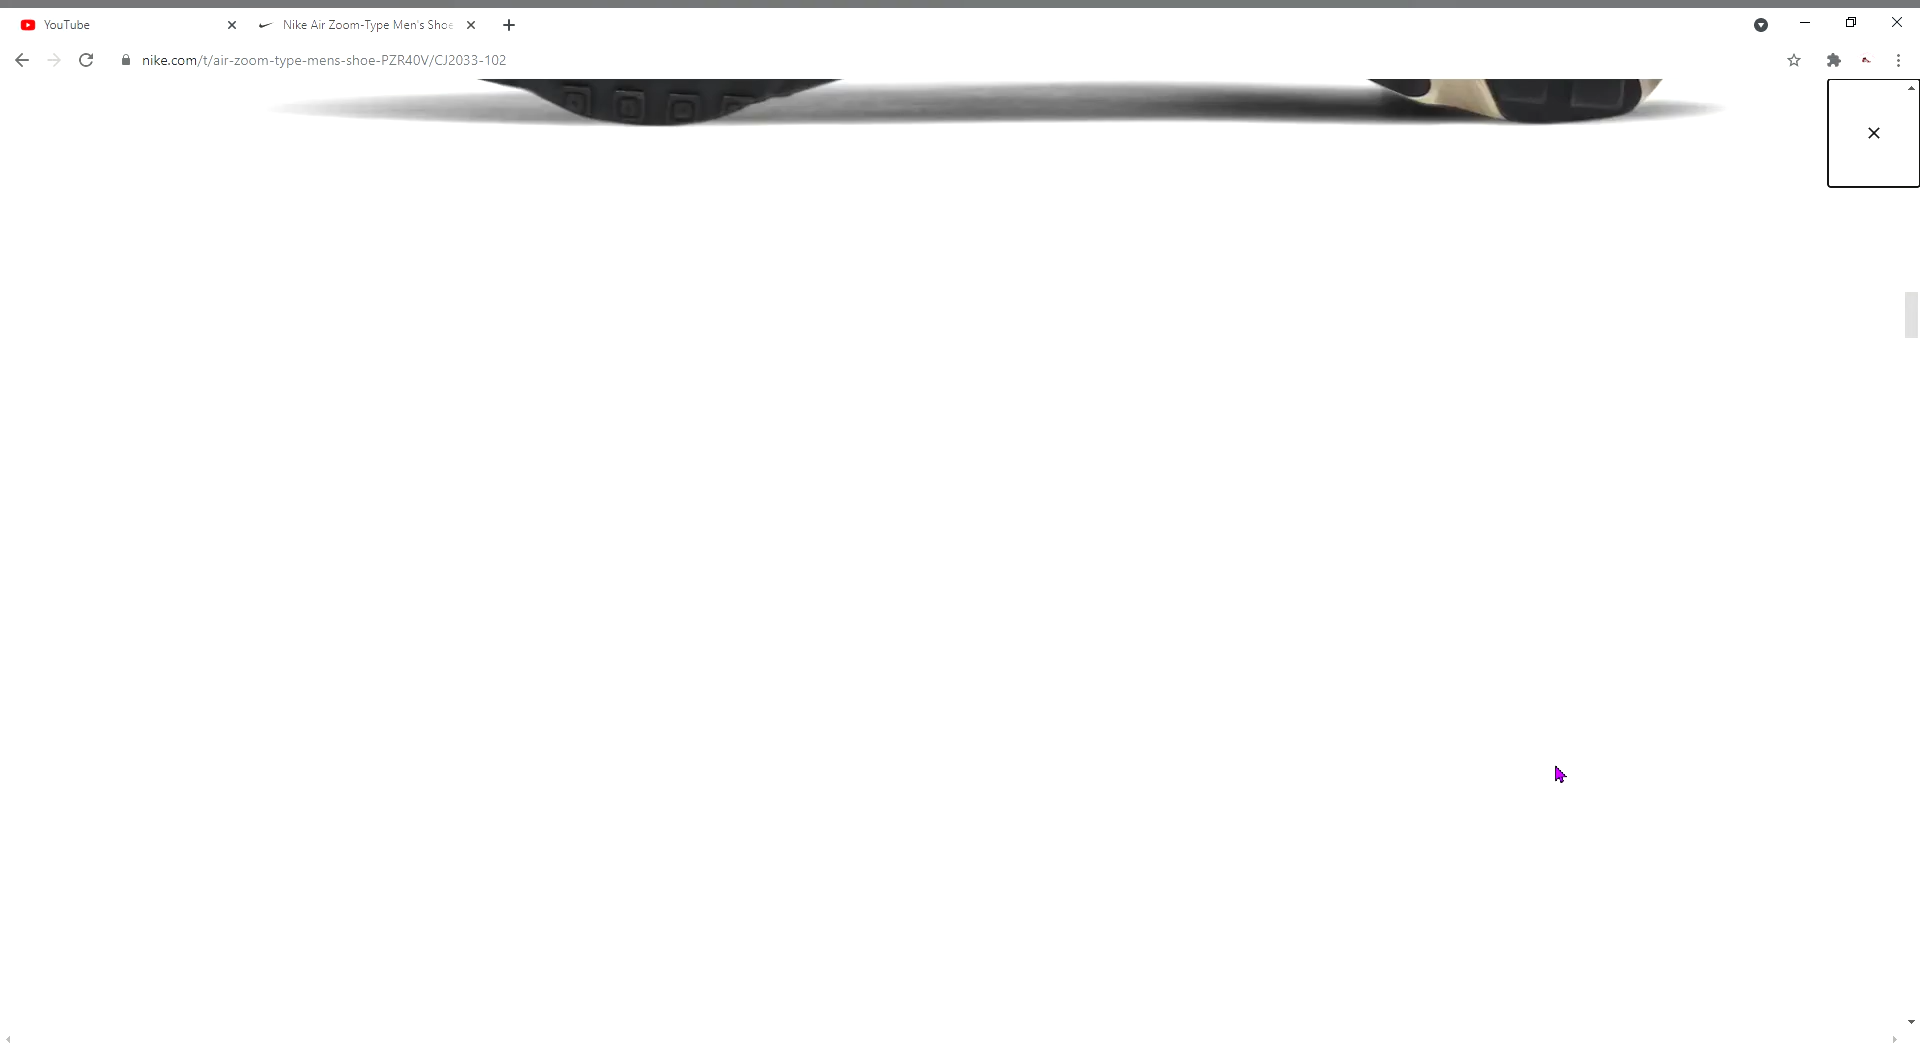 YouTube
Nike Air Zoom-Type Men's Shoe
nike.com/t/air-zoom-type-mens-shoe-PZR40V/CJ2033-102